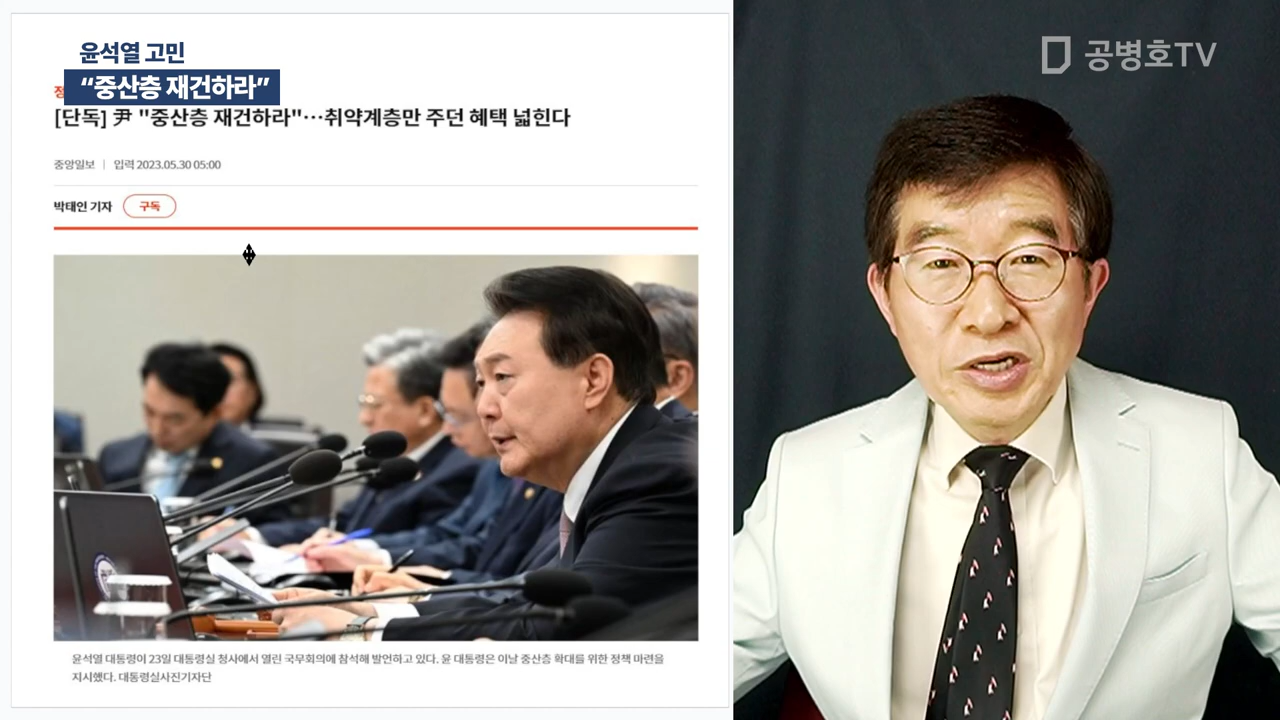 윤석열 고민
“중산층 재건하라”
[단독] 尹 "중산층 재건하라"…취약계층만 주던 혜택 넓힌다
중앙일보 | 입력 2023.05.30 05:00
박태인 기자 구독
윤석열 대통령이 23일 대통령실 청사에서 열린 국무회의에 참석해 발언하고 있다. 윤 대통령은 이날 중산층 확대를 위한 정책 마련을
지시했다. 대통령실사진기자단
공병호TV